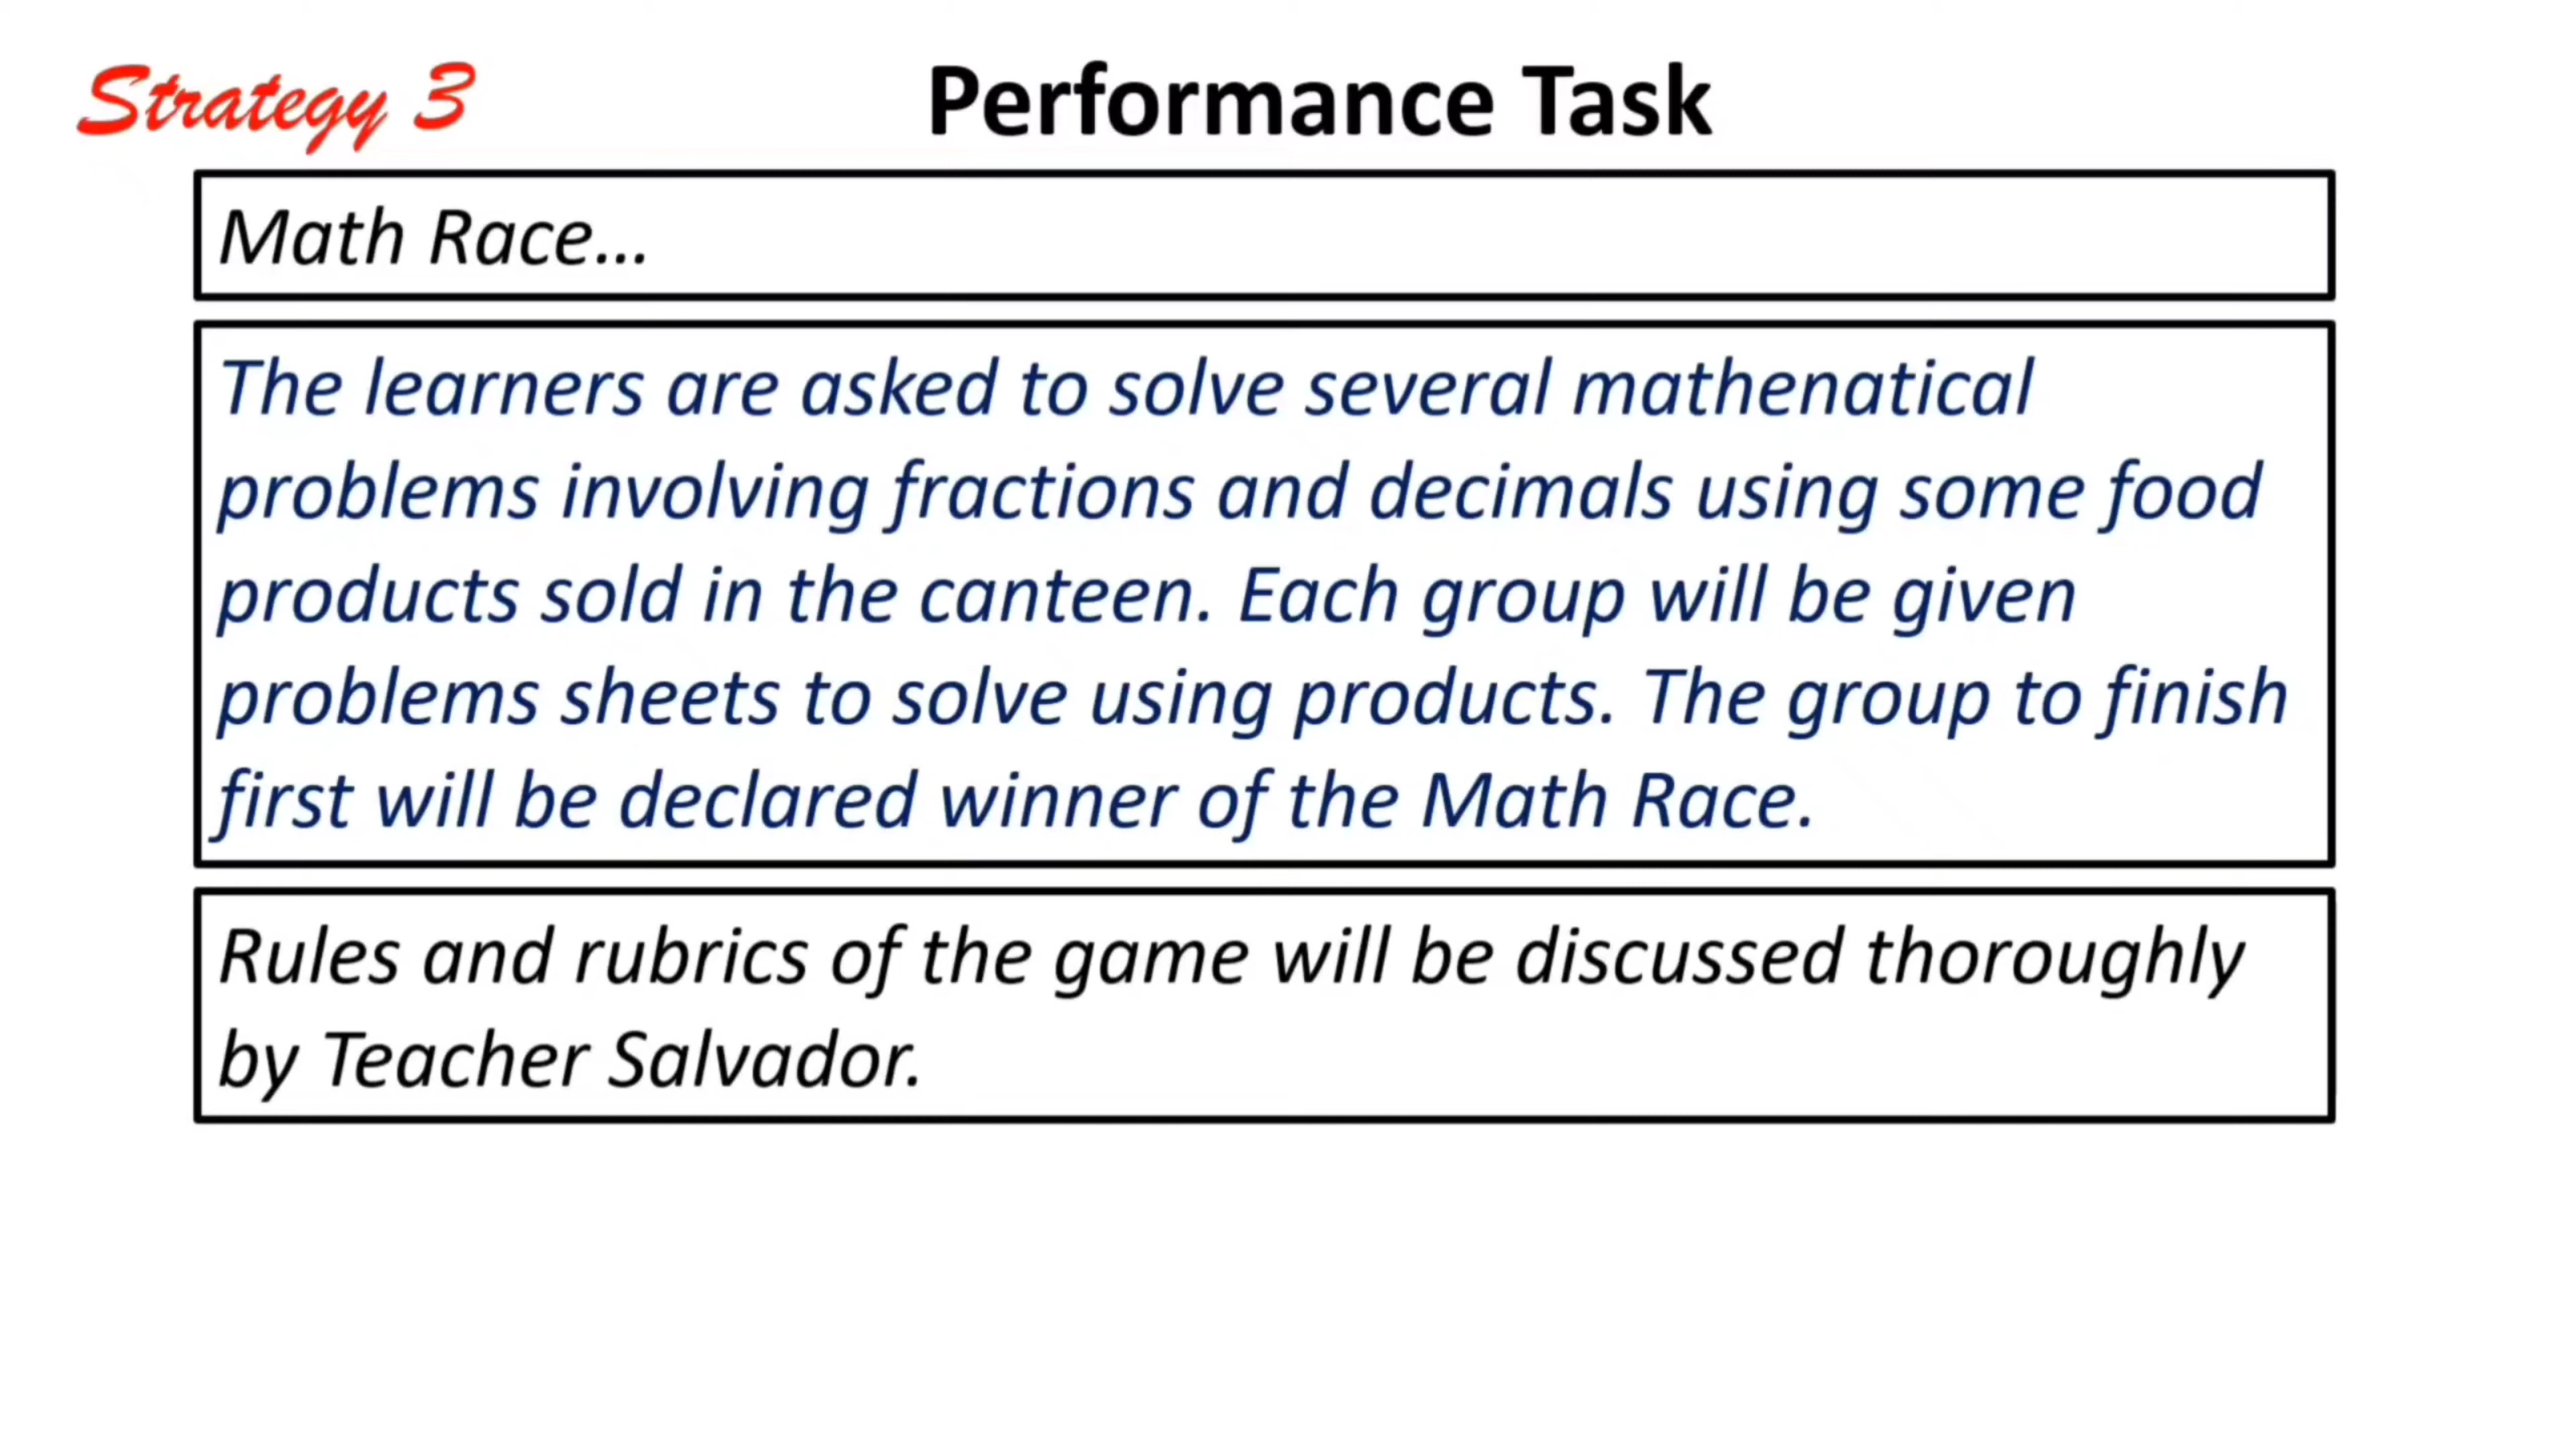 Strategy 3
Performance Task
Math Race...
The learners are asked to solve several mathenatical
problems involving fractions and decimals using some food
products sold in the canteen. Each group will be given
problems sheets to solve using products. The group to finish
first will be declared winner of the Math Race.
Rules and rubrics of the game will be discussed thoroughly
by Teacher Salvador.